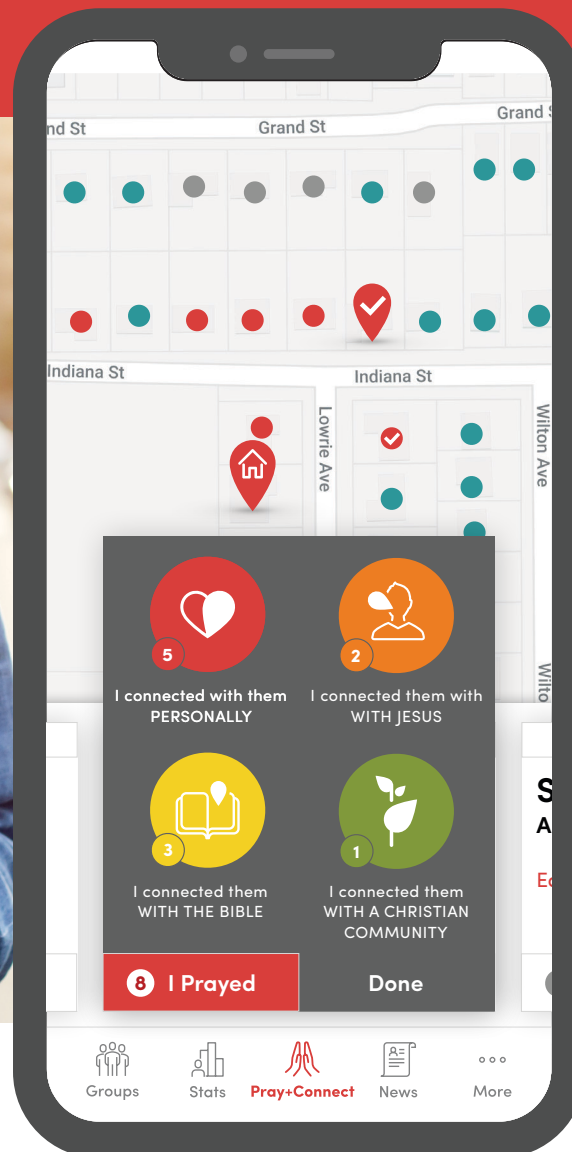 nd St
Grand St
Grand S
Indiana St
Indiana St
Lowrie Ave
Wilton Ave
Wilto
5
2
I connected with them
PERSONALLY
I connected them with
WITH JESUS
3
1
I connected them
WITH THE BIBLE
I connected them
WITH A CHRISTIAN
COMMUNITY
S
A
Ec
8 I Prayed
Done
Groups
Stats
Pray+Connect
News
More